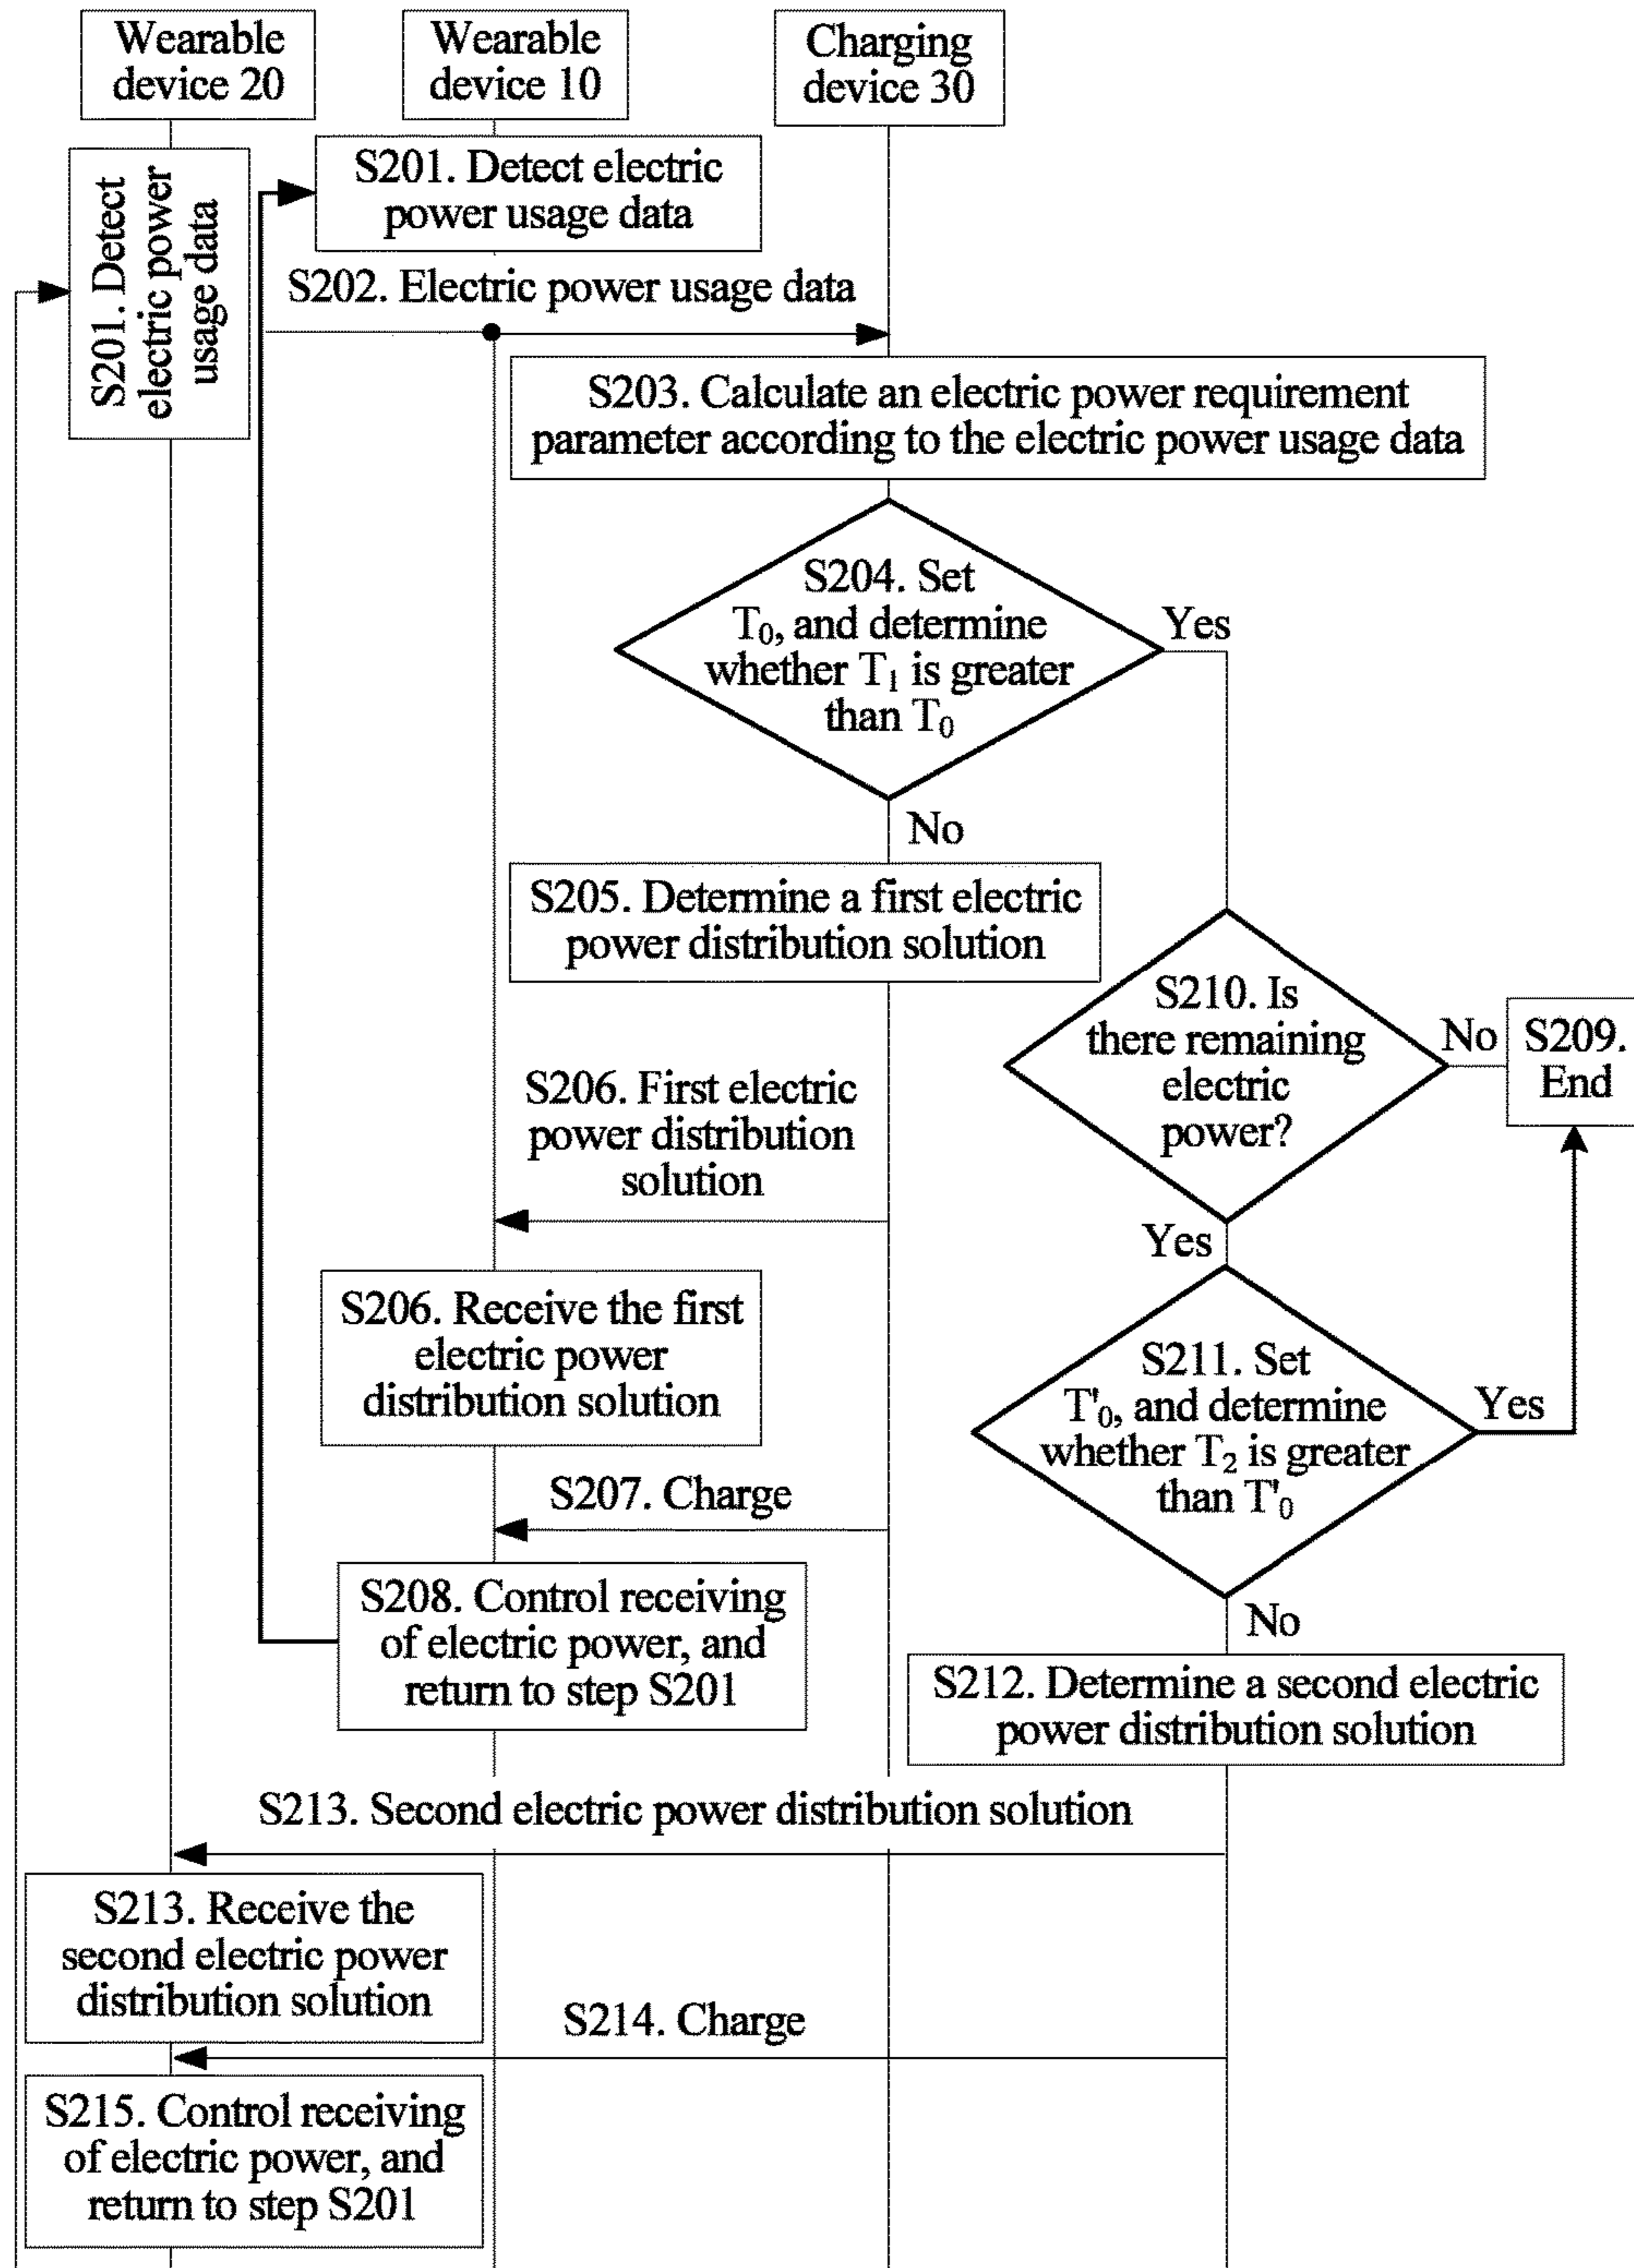 Wearable
device 20
Wearable
device 10
Charging
device 30
S201. Detect
electric power
usage data
S201. Detect electric
power usage data
S202. Electric power usage data
S203. Calculate an electric power requirement
parameter according to the electric power usage data
S204. Set
T₀, and determine
whether T₁ is greater
than T₀
Yes
No
S205. Determine a first electric
power distribution solution
S210. Is
there remaining
electric
power?
No
S209.
End
S206. First electric
power distribution
solution
Yes
S206. Receive the first
electric power
distribution solution
S211. Set
T'₀, and determine
whether T₂ is greater
than T'₀
Yes
S207. Charge
S208. Control receiving
of electric power, and
return to step S201
No
S212. Determine a second electric
power distribution solution
S213. Second electric power distribution solution
S213. Receive the
second electric power
distribution solution
S214. Charge
S215. Control receiving
of electric power, and
return to step S201